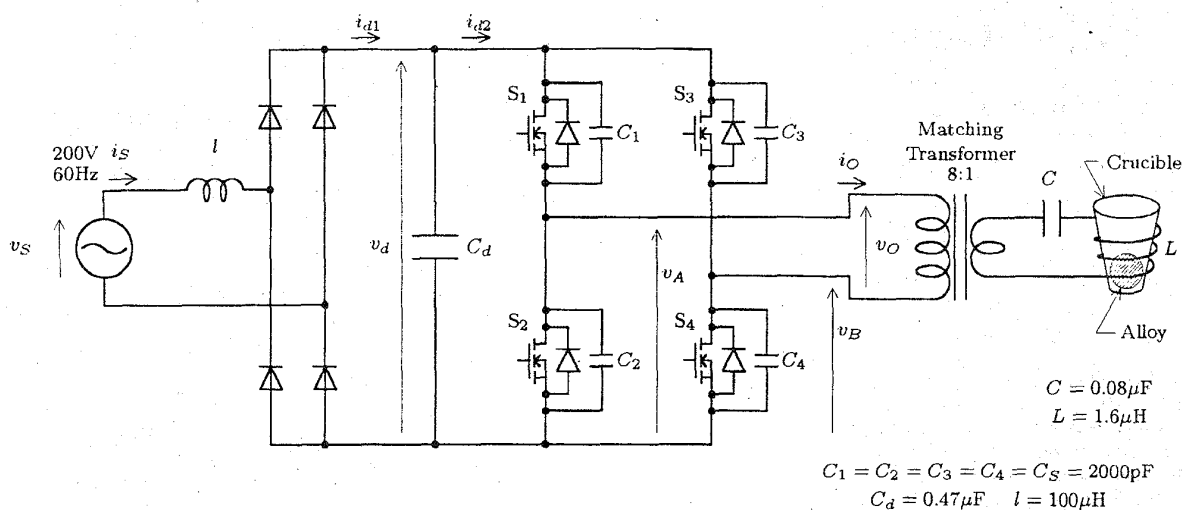 i_{d1}
i_{d2}
S_1
C_1
S_3
C_3
Matching
Transformer
8:1
Crucible
200V
60Hz
i_S
l
i_O
C
v_S
v_d
C_d
v_A
v_O
L
S_2
C_2
S_4
C_4
v_B
Alloy
C = 0.08μF
L = 1.6μH
C_1 = C_2 = C_3 = C_4 = C_S = 2000pF
C_d = 0.47μF l = 100μH